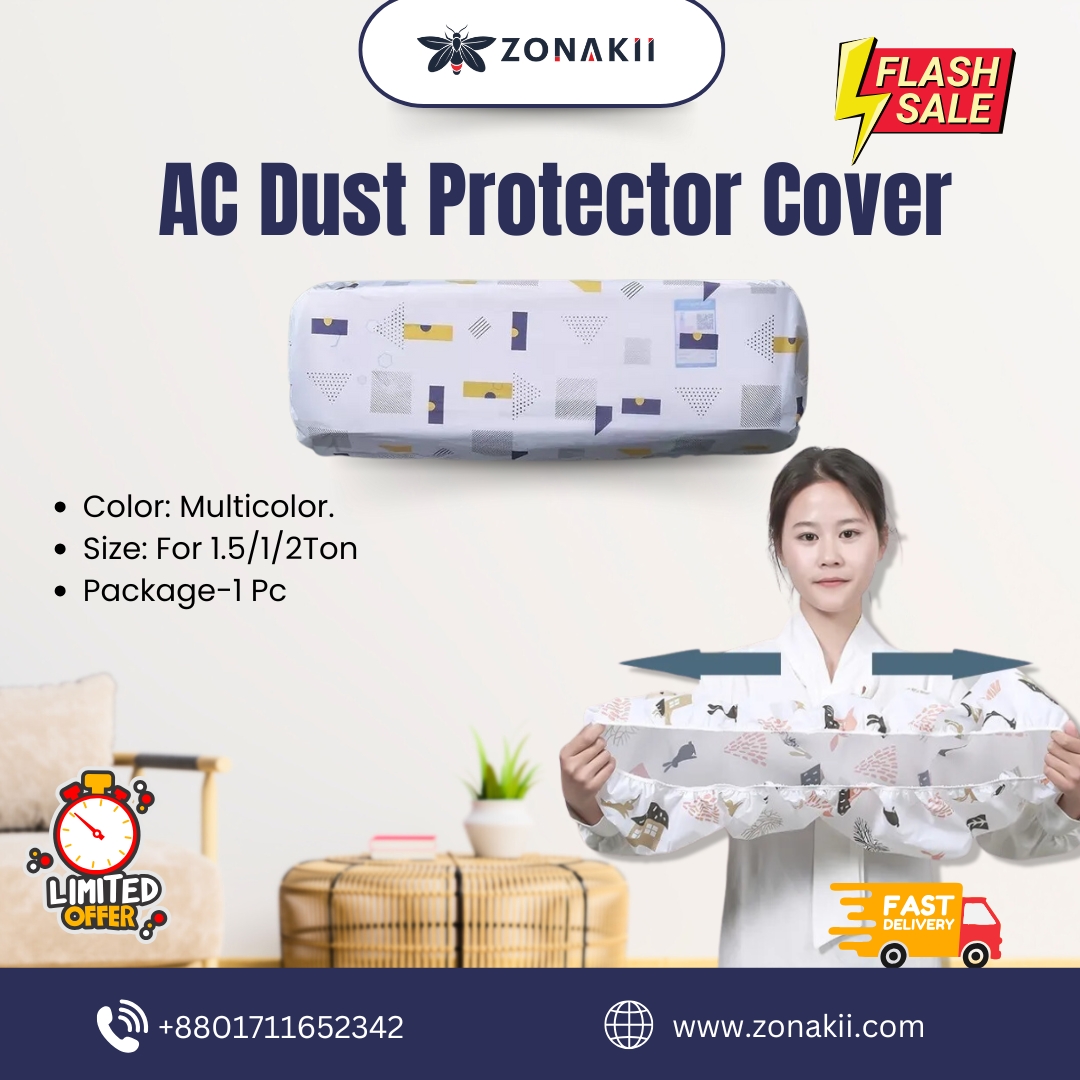 ZONAKII
FLASH
SALE
AC Dust Protector Cover
• Color: Multicolor.
• Size: For 1.5/1/2Ton
• Package-1 Pc
LIMITED
OFFER
FAST
DELIVERY
+8801711652342
www.zonakii.com